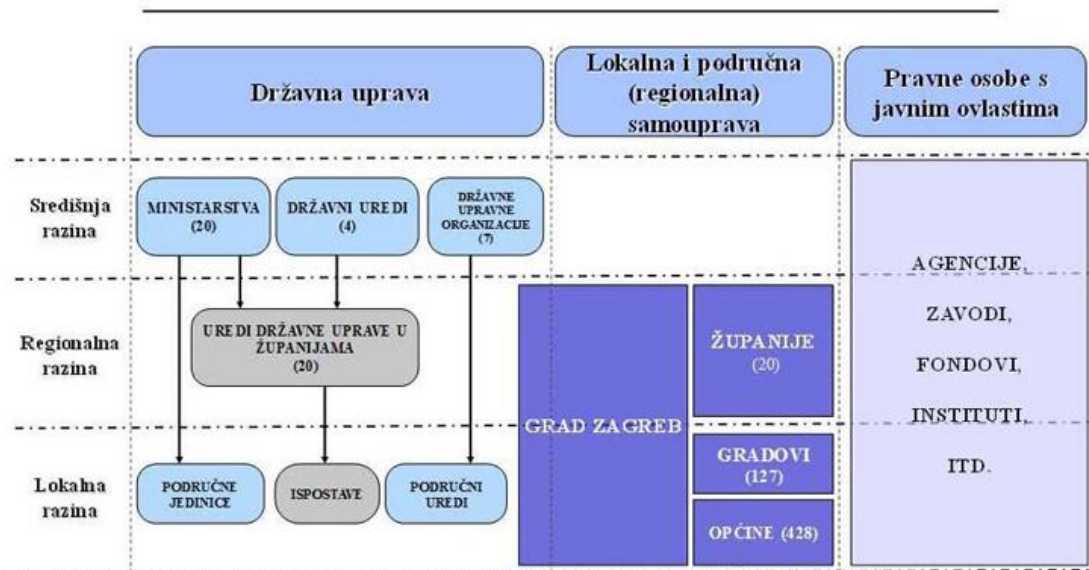 Državna uprava
Lokalna i područna
(regionalna)
samouprava
Pravne osobe s
javnim ovlastima
Središnja
razina
MINISTARSTVA
(20)
DRŽAVNI UREDI
(4)
DRŽAVNE
UPRAVNE
ORGANIZACIJE
(7)
Regionalna
razina
UREDI DRŽAVNE UPRAVE U
ŽUPANIJAMA
(20)
GRAD ZAGREB
ŽUPANIJE
(20)
Lokalna
razina
PODRUČNE
JEDINICE
ISPOSTAVE
PODRUČNI
UREDI
GRADOVI
(127)
OPĆINE (428)
AGENCIJE,
ZAVODI,
FONDOVI,
INSTITUTI,
ITD.